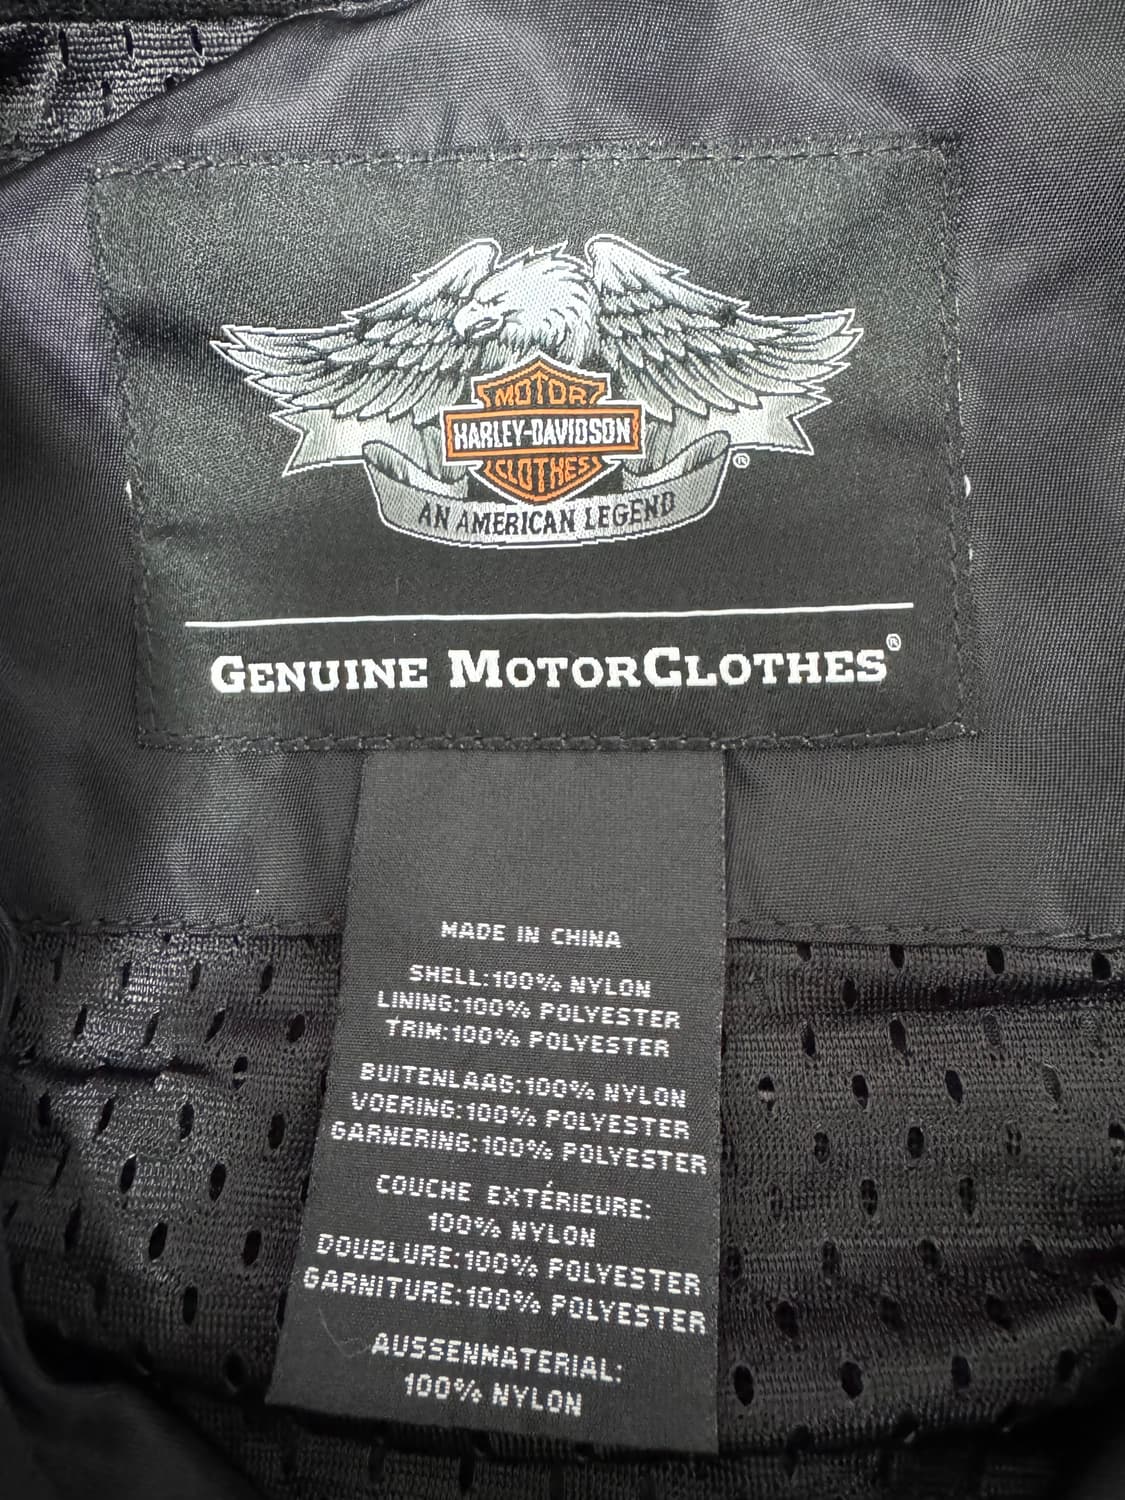 MOTOR
HARLEY-DAVIDSON
CLOTHES
®
AN AMERICAN LEGEND
GENUINE MOTORCLOTHES®
MADE IN CHINA
SHELL:100% NYLON
LINING:100% POLYESTER
TRIM:100% POLYESTER
BUITENLAAG:100% NYLON
VOERING:100% POLYESTER
GARNERING:100% POLYESTER
COUCHE EXTÉRIEURE:
100% NYLON
DOUBLURE:100% POLYESTER
GARNITURE:100% POLYESTER
AUSSENMATERIAL:
100% NYLON